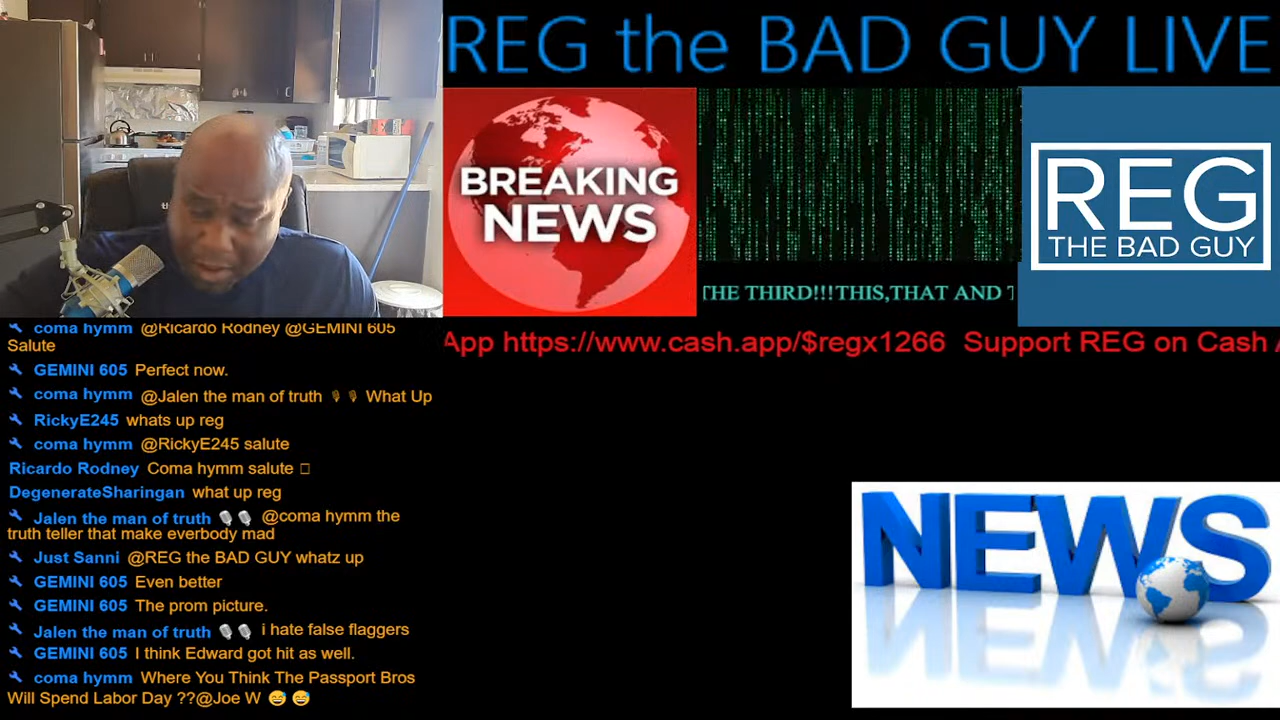 REG the BAD GUY LIVE
BREAKING
NEWS
REG
THE BAD GUY
THE THIRD!!!THIS,THAT AND
App https://www.cash.app/$regx1266 Support REG on Cash
coma hymm @Ricardo Rodney @GEMINI 605
Salute
GEMINI 605 Perfect now.
coma hymm @Jalen the man of truth 🎙️🎙️ What Up
RickyE245 whats up reg
coma hymm @RickyE245 salute
Ricardo Rodney Coma hymm salute
DegenerateSharingan what up reg
Jalen the man of truth 🎙️🎙️ @coma hymm the
truth teller that make everbody mad
Just Sanni @REG the BAD GUY whatz up
GEMINI 605 Even better
GEMINI 605 The prom picture.
Jalen the man of truth 🎙️🎙️ i hate false flaggers
GEMINI 605 I think Edward got hit as well.
coma hymm Where You Think The Passport Bros
Will Spend Labor Day ??@Joe W 😅 😅
NEWS